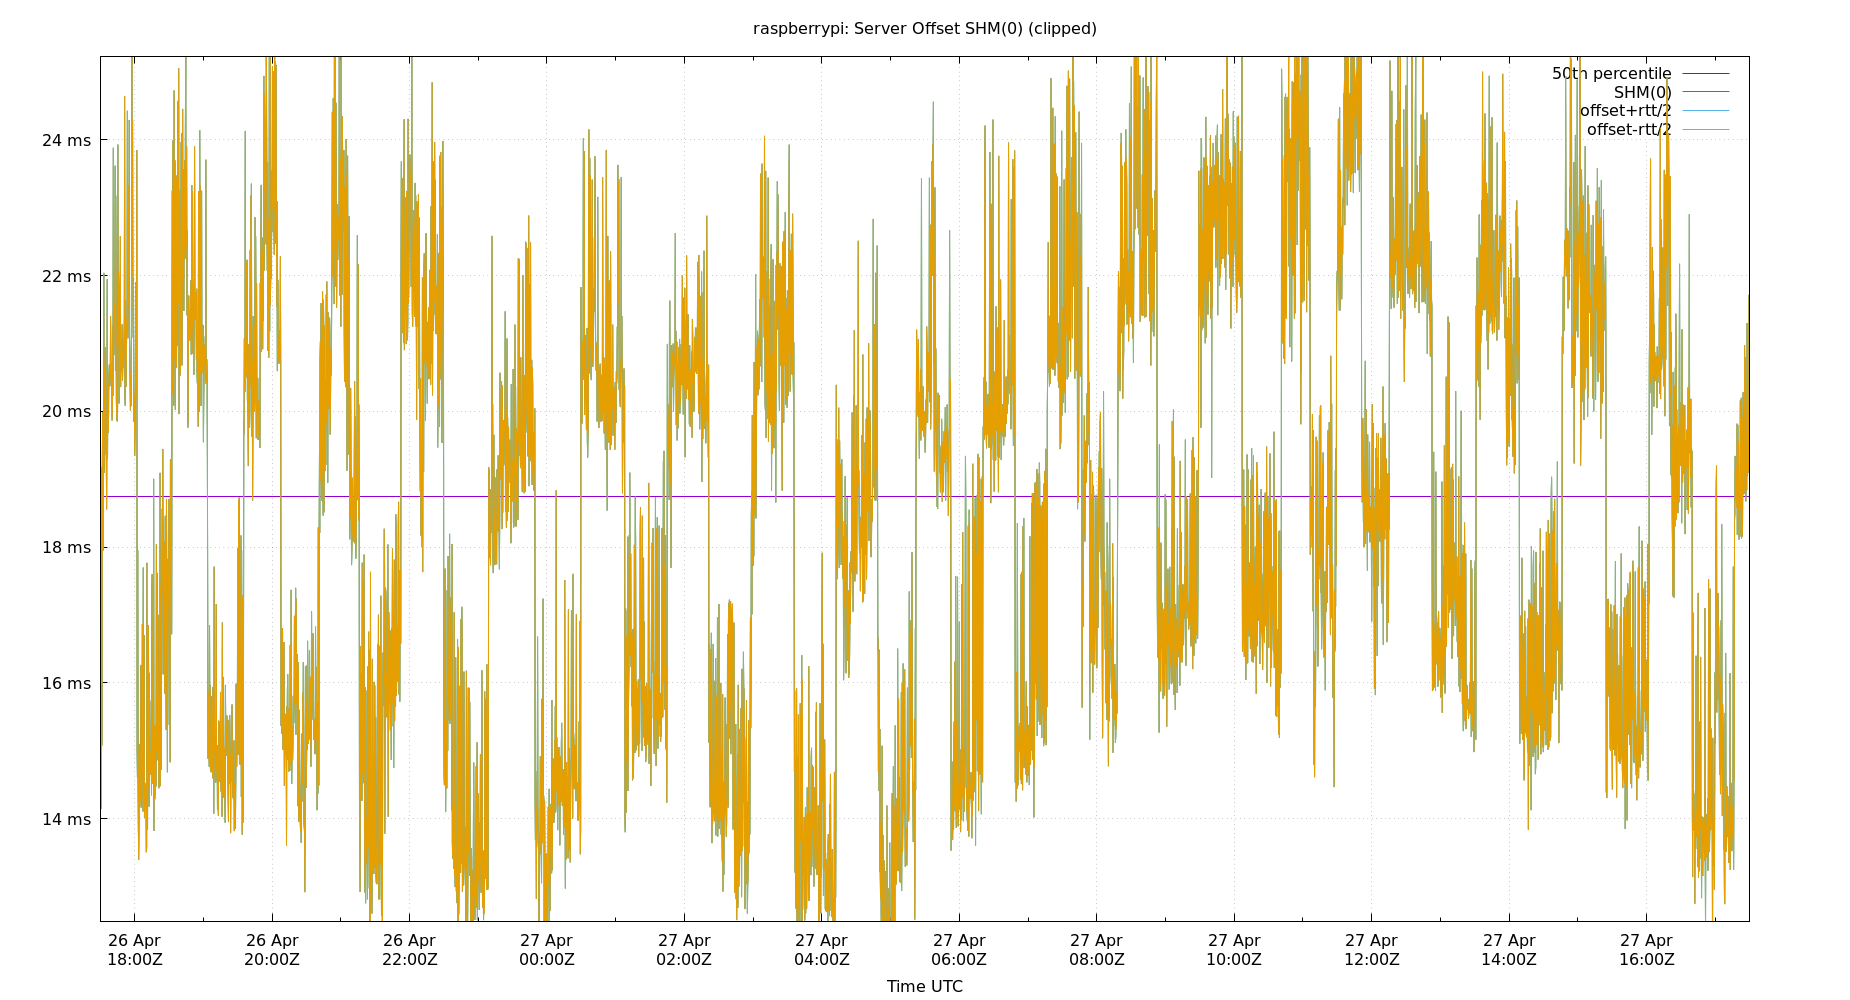 raspberrypi: Server Offset SHM(0) (clipped)
50th percentile
SHM(0)
offset+rtt/2
offset-rtt/2
24 ms
22 ms
20 ms
18 ms
16 ms
14 ms
26 Apr 26 Apr 26 Apr 27 Apr 27 Apr 27 Apr 27 Apr 27 Apr 27 Apr 27 Apr 27 Apr 27 Apr
18:00Z 20:00Z 22:00Z 00:00Z 02:00Z 04:00Z 06:00Z 08:00Z 10:00Z 12:00Z 14:00Z 16:00Z
Time UTC